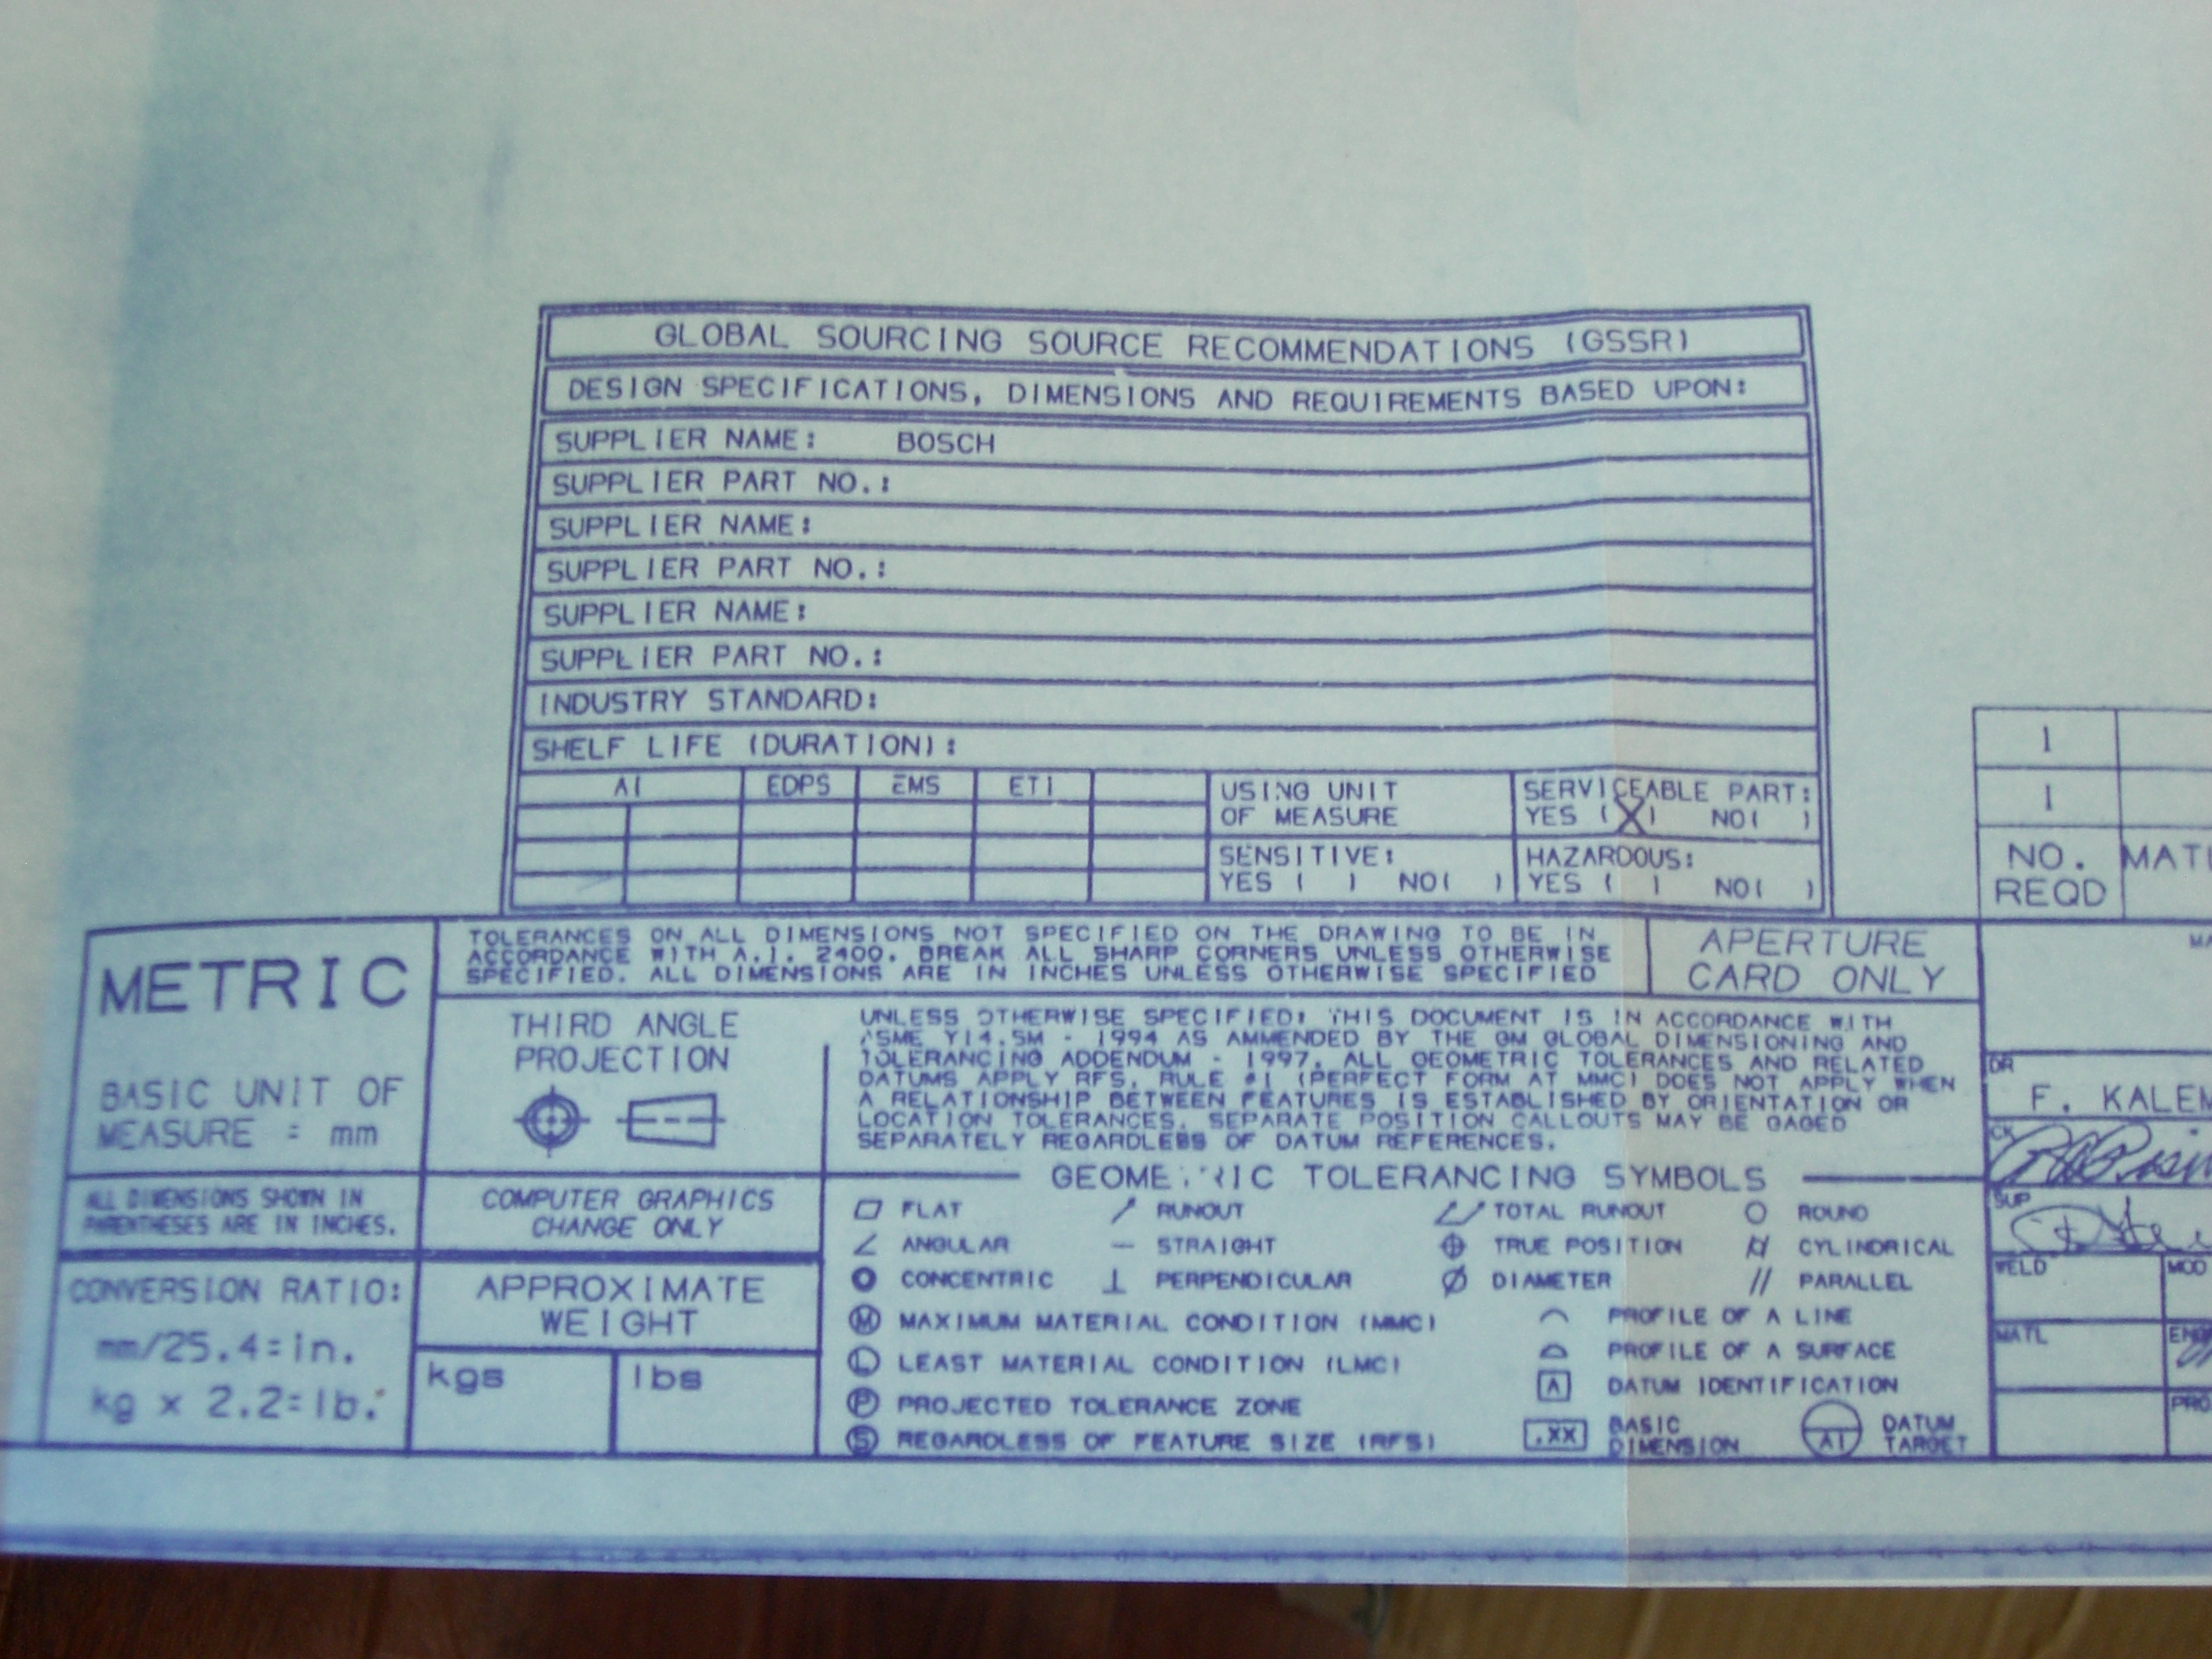 GLOBAL SOURCING SOURCE RECOMMENDATIONS (GSSR)
DESIGN SPECIFICATIONS, DIMENSIONS AND REQUIREMENTS BASED UPON:
SUPPLIER NAME: BOSCH
SUPPLIER PART NO.:
SUPPLIER NAME:
SUPPLIER PART NO.:
SUPPLIER NAME:
SUPPLIER PART NO.:
INDUSTRY STANDARD:
SHELF LIFE (DURATION):
AI EDPS EMS ETI
USING UNIT
OF MEASURE
SERVICEABLE PART:
YES (X) NO( )
SENSITIVE:
YES ( ) NO( )
HAZARDOUS:
YES ( ) NO( )
1
1
NO.
REQD
METRIC
BASIC UNIT OF
MEASURE = mm
ALL DIMENSIONS SHOWN IN
PARENTHESES ARE IN INCHES.
CONVERSION RATIO:
mm/25.4=in.
kg x 2.2=lb.
TOLERANCES ON ALL DIMENSIONS NOT SPECIFIED ON THE DRAWING TO BE IN
ACCORDANCE WITH A.I. 2400. BREAK ALL SHARP CORNERS UNLESS OTHERWISE
SPECIFIED. ALL DIMENSIONS ARE IN INCHES UNLESS OTHERWISE SPECIFIED
APERTURE
CARD ONLY
THIRD ANGLE
PROJECTION
COMPUTER GRAPHICS
CHANGE ONLY
APPROXIMATE
WEIGHT
kgs lbs
UNLESS OTHERWISE SPECIFIED: THIS DOCUMENT IS IN ACCORDANCE WITH
ASME Y14.5M - 1994 AS AMMENDED BY THE GM GLOBAL DIMENSIONING AND
TOLERANCING ADDENDUM - 1997. ALL GEOMETRIC TOLERANCES AND RELATED
DATUMS APPLY RFS. RULE #1 (PERFECT FORM AT MMC) DOES NOT APPLY WHEN
A RELATIONSHIP BETWEEN FEATURES IS ESTABLISHED BY ORIENTATION OR
LOCATION TOLERANCES. SEPARATE POSITION CALLOUTS MAY BE GAGED
SEPARATELY REGARDLESS OF DATUM REFERENCES.
GEOMETRIC TOLERANCING SYMBOLS
FLAT RUNOUT TOTAL RUNOUT ROUND
ANGULAR STRAIGHT TRUE POSITION CYLINDRICAL
CONCENTRIC PERPENDICULAR DIAMETER PARALLEL
M MAXIMUM MATERIAL CONDITION (MMC) PROFILE OF A LINE
L LEAST MATERIAL CONDITION (LMC) PROFILE OF A SURFACE
P PROJECTED TOLERANCE ZONE A DATUM IDENTIFICATION
S REGARDLESS OF FEATURE SIZE (RFS) .XX BASIC DIMENSION A1 DATUM TARGET
DR
F. KALEM
CK
SUP
WELD MOD
MATL ENG
PRO